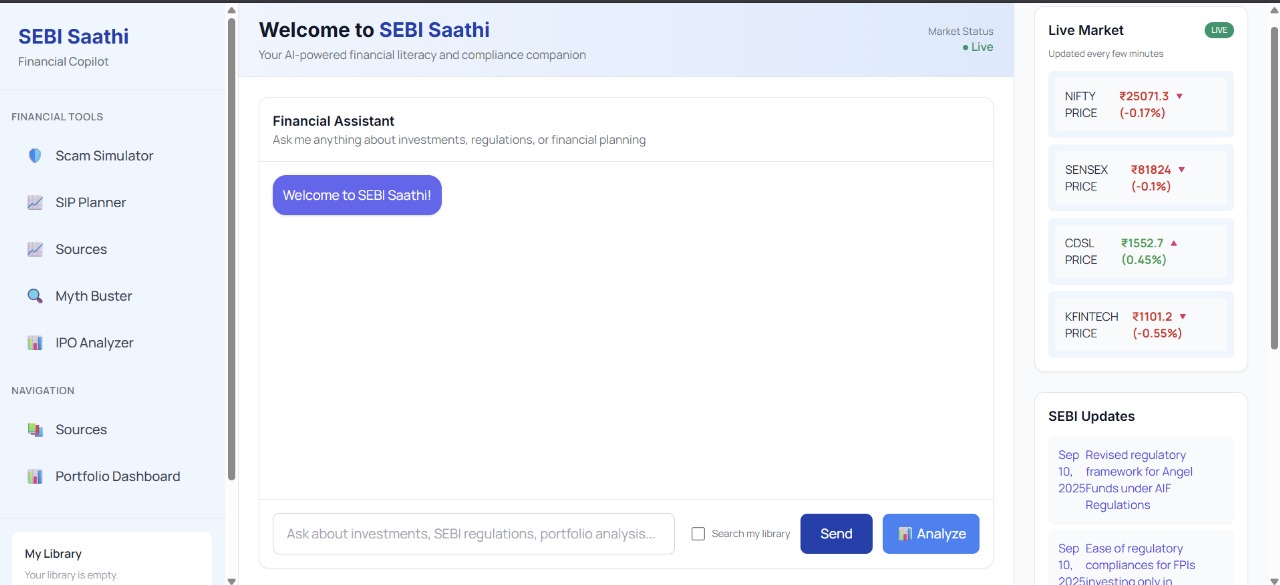 SEBI Saathi
Financial Copilot
FINANCIAL TOOLS
Scam Simulator
SIP Planner
Sources
Myth Buster
IPO Analyzer
NAVIGATION
Sources
Portfolio Dashboard
My Library
Your library is empty.
Welcome to SEBI Saathi
Your AI-powered financial literacy and compliance companion
Market Status
● Live
Financial Assistant
Ask me anything about investments, regulations, or financial planning
Welcome to SEBI Saathi!
Ask about investments, SEBI regulations, portfolio analysis...
Search my library
Send
Analyze
Live Market
LIVE
Updated every few minutes
NIFTY ₹25071.3 ▼
PRICE (-0.17%)
SENSEX ₹81824 ▼
PRICE (-0.1%)
CDSL ₹1552.7 ▲
PRICE (0.45%)
KFINTECH ₹1101.2 ▼
PRICE (-0.55%)
SEBI Updates
Sep Revised regulatory
10, framework for Angel
2025 Funds under AIF
Regulations
Sep Ease of regulatory
10, compliances for FPIs
2025 investing only in